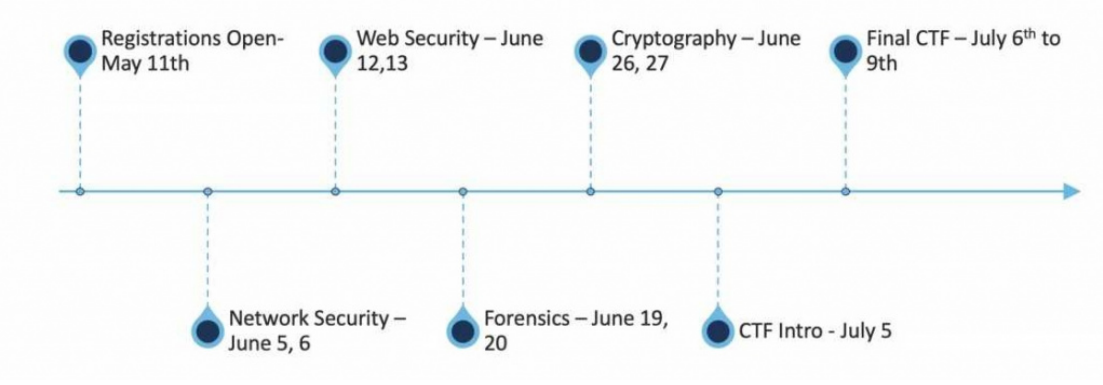 Registrations Open-
May 11th
Web Security – June
12,13
Cryptography – June
26, 27
Final CTF – July 6th to
9th
Network Security –
June 5, 6
Forensics – June 19,
20
CTF Intro - July 5